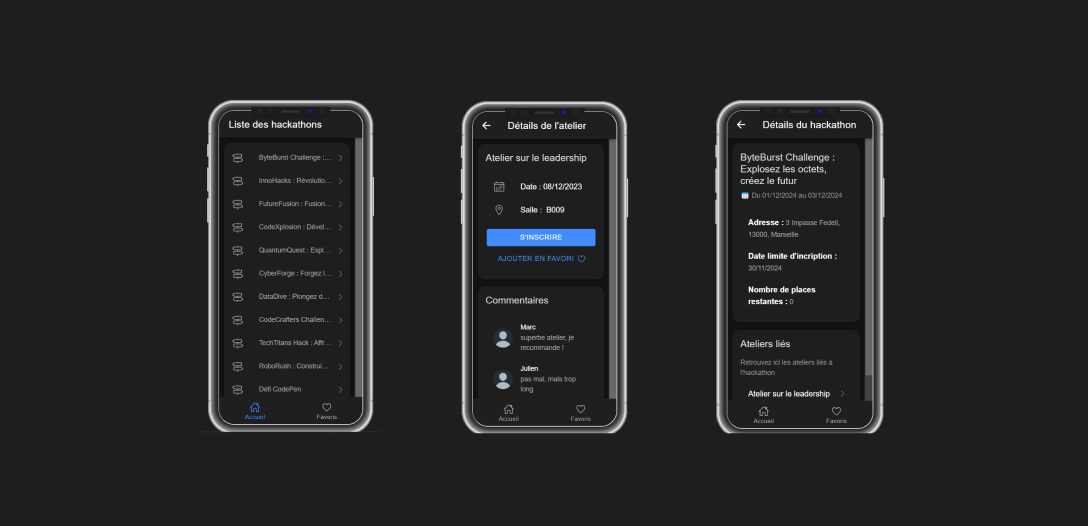 Liste des hackathons
ByteBurst Challenge :...
InnoHacks : Révolutio...
FutureFusion : Fusion...
CodeXplosion : Dével...
QuantumQuest : Expl...
CyberForge : Forgez l...
DataDive : Plongez d...
CodeCrafters Challen...
TechTitans Hack : Affr...
RoboRush : Construi...
Défi CodePen
Accueil
Favoris
Détails de l'atelier
Atelier sur le leadership
Date : 08/12/2023
Salle : B009
S'INSCRIRE
AJOUTER EN FAVORI
Commentaires
Marc
superbe atelier, je
recommande !
Julien
pas mal, mais trop
long
Accueil
Favoris
Détails du hackathon
ByteBurst Challenge :
Explosez les octets,
créez le futur
Du 01/12/2024 au 03/12/2024
Adresse : 3 Impasse Fedeli,
13000, Marseille
Date limite d'incription :
30/11/2024
Nombre de places
restantes : 0
Ateliers liés
Retrouvez ici les ateliers liés à
l'hackathon
Atelier sur le leadership
Accueil
Favoris